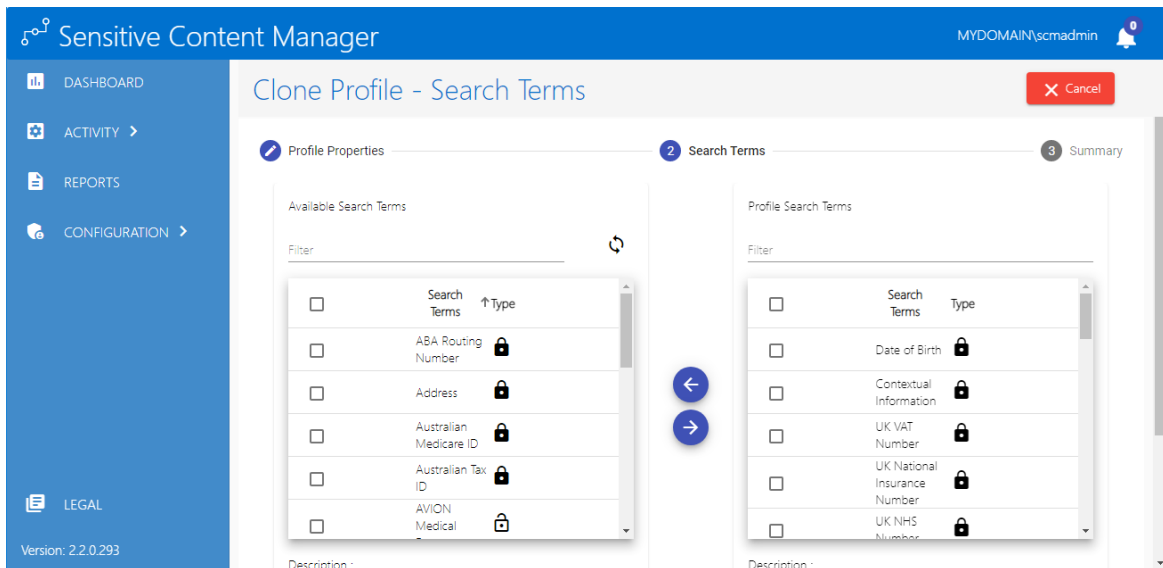 Sensitive Content Manager
MYDOMAIN\scmadmin
0
DASHBOARD
ACTIVITY
REPORTS
CONFIGURATION
LEGAL
Version: 2.2.0.293
Clone Profile - Search Terms
Cancel
Profile Properties
2 Search Terms
3 Summary
Available Search Terms
Filter
Search
Terms
Type
ABA Routing
Number
Address
Australian
Medicare ID
Australian Tax
ID
AVION
Medical
Description :
Profile Search Terms
Filter
Search
Terms
Type
Date of Birth
Contextual
Information
UK VAT
Number
UK National
Insurance
Number
UK NHS
Number
Description :